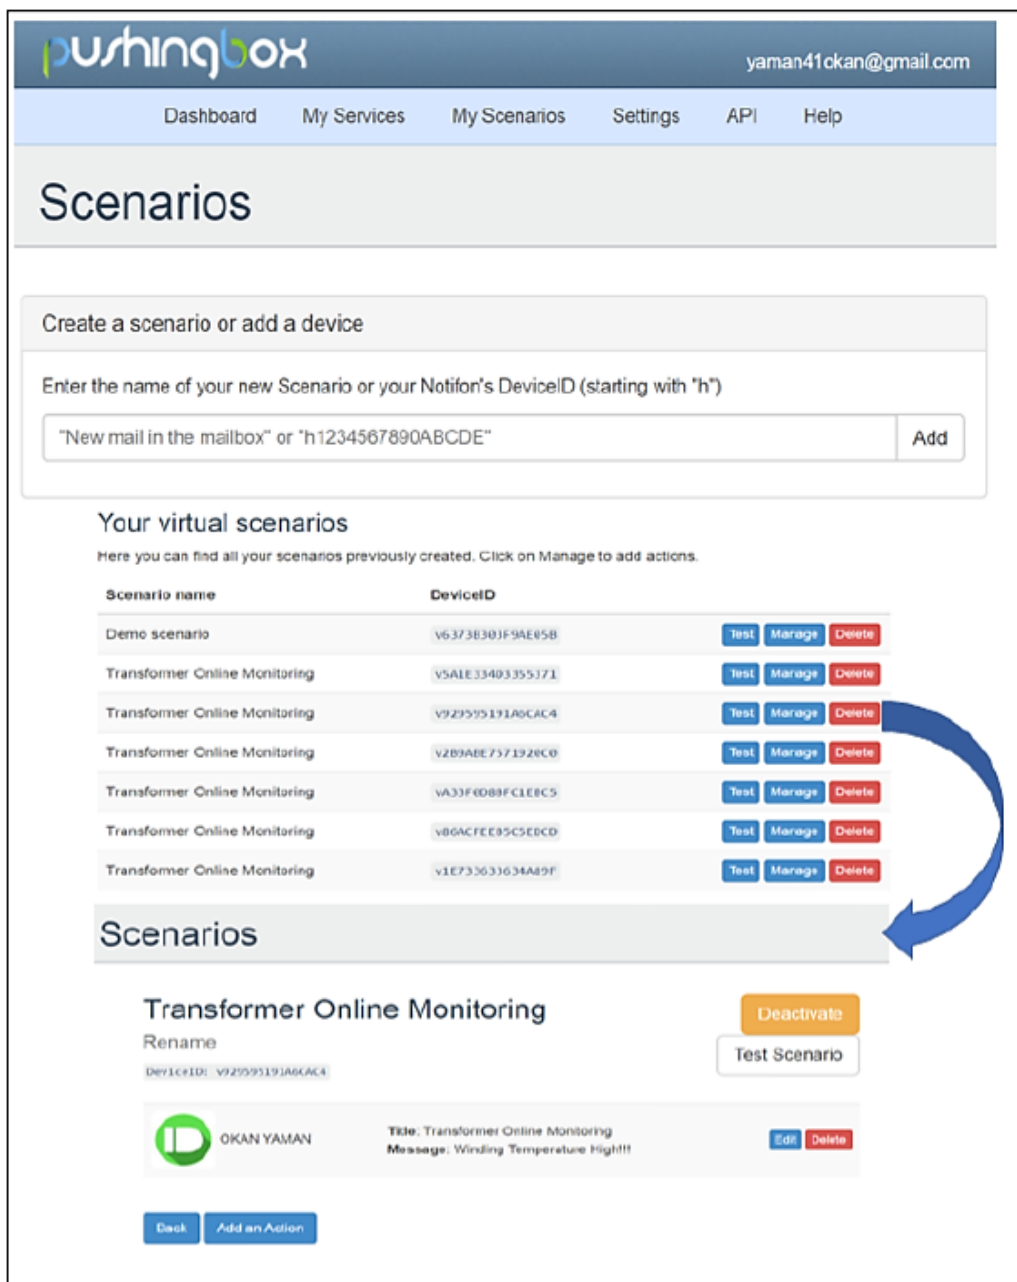 pushingbox
yaman41okan@gmail.com
Dashboard My Services My Scenarios Settings API Help
Scenarios
Create a scenario or add a device
Enter the name of your new Scenario or your Notifon's DeviceID (starting with "h")
"New mail in the mailbox" or "h1234567890ABCDE" Add
Your virtual scenarios
Here you can find all your scenarios previously created. Click on Manage to add actions.
Scenario name DeviceID
Demo scenario Test Manage Delete
Transformer Online Monitoring Test Manage Delete
Transformer Online Monitoring v929595191A6CAC4 Test Manage Delete
Transformer Online Monitoring Test Manage Delete
Transformer Online Monitoring Test Manage Delete
Transformer Online Monitoring Test Manage Delete
Transformer Online Monitoring Test Manage Delete
Scenarios
Transformer Online Monitoring Deactivate
Rename
Test Scenario
DeviceID: v929595191A6CAC4
OKAN YAMAN
Title: Transformer Online Monitoring
Message: Winding Temperature High!!!
Edit Delete
Back Add an Action